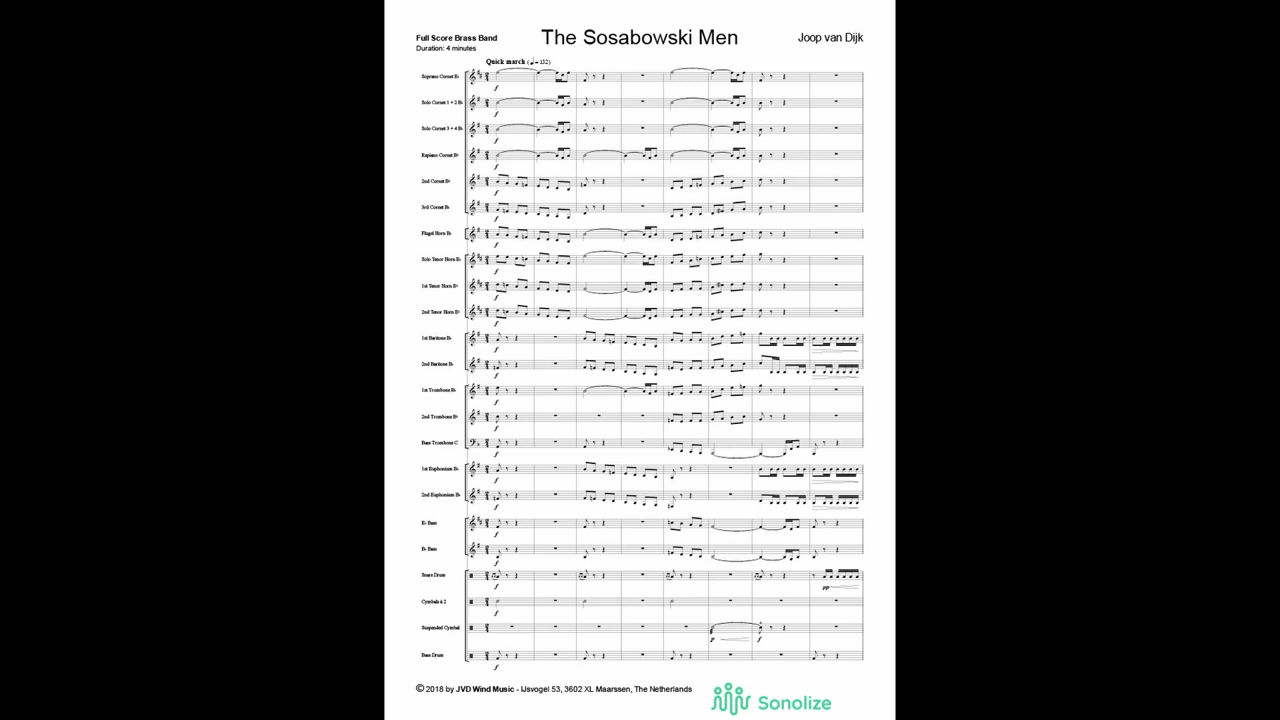 Full Score Brass Band
The Sosabowski Men
Joop van Dijk
Duration: 4 minutes
Quick march (♩ = 132)
Soprano Cornet E♭
Solo Cornet 1 + 2 B♭
Solo Cornet 3 + 4 B♭
Repiano Cornet B♭
2nd Cornet B♭
3rd Cornet B♭
Flugel Horn B♭
Solo Tenor Horn E♭
1st Tenor Horn E♭
2nd Tenor Horn E♭
1st Baritone B♭
2nd Baritone B♭
1st Trombone B♭
2nd Trombone B♭
Bass Trombone C
1st Euphonium B♭
2nd Euphonium B♭
E♭ Bass
B♭ Bass
Snare Drum
pp
Cymbals á 2
Suspended Cymbal
p
f
Bass Drum
f
© 2018 by JVD Wind Music - IJsvogel 53, 3602 XL Maarssen, The Netherlands
Sonolize